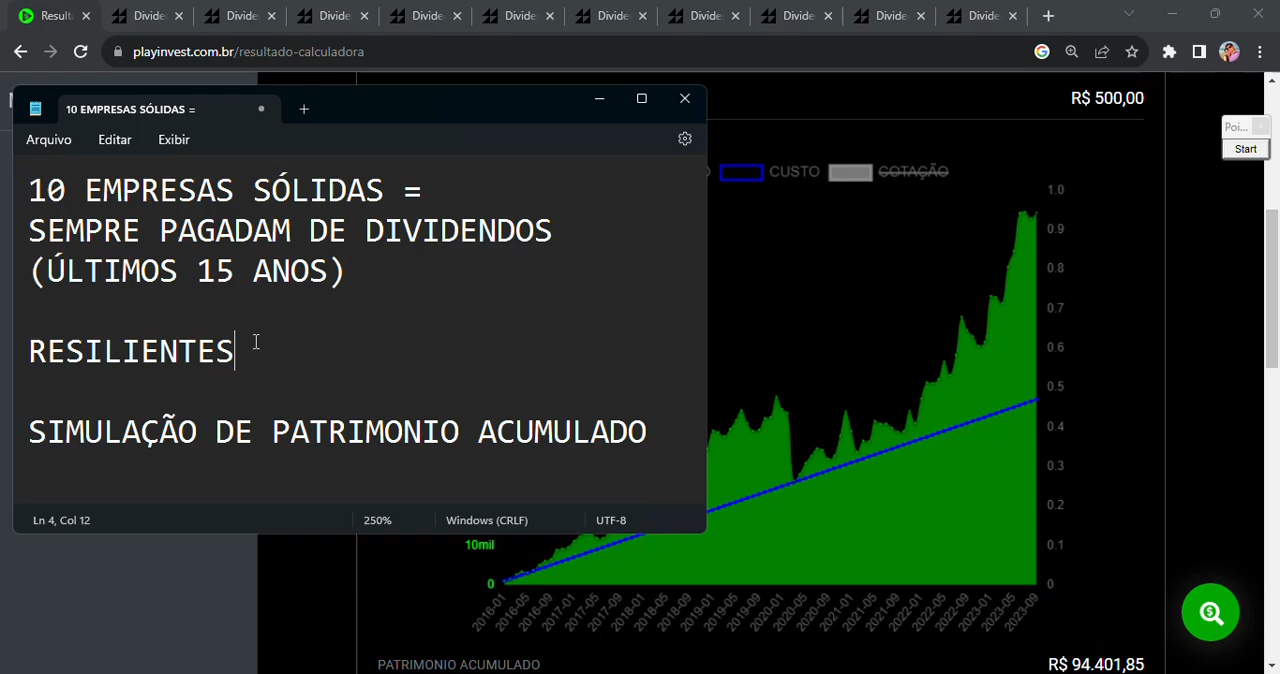 Resulta
Divide
Divide
Divide
Divide
Divide
Divide
Divide
Divide
Divide
Divide
playinvest.com.br/resultado-calculadora
10 EMPRESAS SÓLIDAS =
Arquivo Editar Exibir
10 EMPRESAS SÓLIDAS =
SEMPRE PAGADAM DE DIVIDENDOS
(ÚLTIMOS 15 ANOS)
RESILIENTES
SIMULAÇÃO DE PATRIMONIO ACUMULADO
Ln 4, Col 12 250% Windows (CRLF) UTF-8
R$ 500,00
Poi...
Start
CUSTO COTAÇÃO
1.0
0.9
0.8
0.7
0.6
0.5
0.4
0.3
0.2
10mil 0.1
0 0
2016-01 2016-05 2016-09 2017-01 2017-05 2017-09 2018-01 2018-05 2018-09 2019-01 2019-05 2019-09 2020-01 2020-05 2020-09 2021-01 2021-05 2021-09 2022-01 2022-05 2022-09 2023-01 2023-05 2023-09
PATRIMONIO ACUMULADO R$ 94.401,85